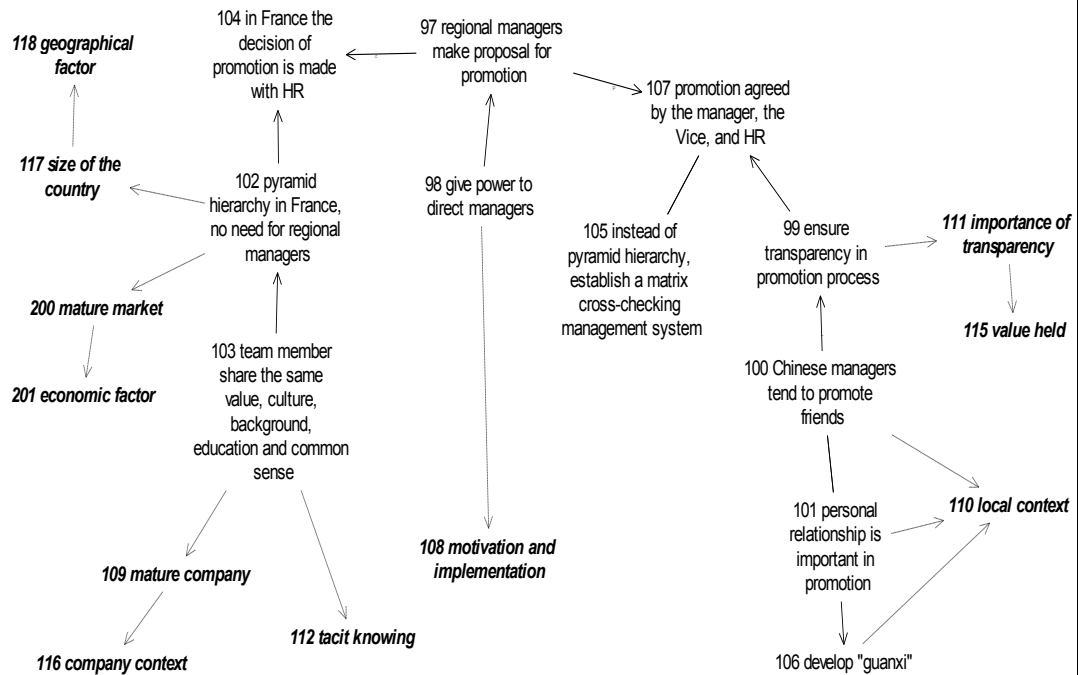 104 in France the
decision of
promotion is made
with HR
97 regional managers
make proposal for
promotion
118 geographical
factor
107 promotion agreed
by the manager, the
Vice, and HR
117 size of the
country
102 pyramid
hierarchy in France,
no need for regional
managers
98 give power to
direct managers
105 instead of
pyramid hierarchy,
establish a matrix
cross-checking
management system
99 ensure
transparency in
promotion process
111 importance of
transparency
200 mature market
115 value held
103 team member
share the same
value, culture,
background,
education and common
sense
100 Chinese managers
tend to promote
friends
201 economic factor
101 personal
relationship is
important in
promotion
110 local context
108 motivation and
implementation
109 mature company
112 tacit knowing
116 company context
106 develop "guanxi"